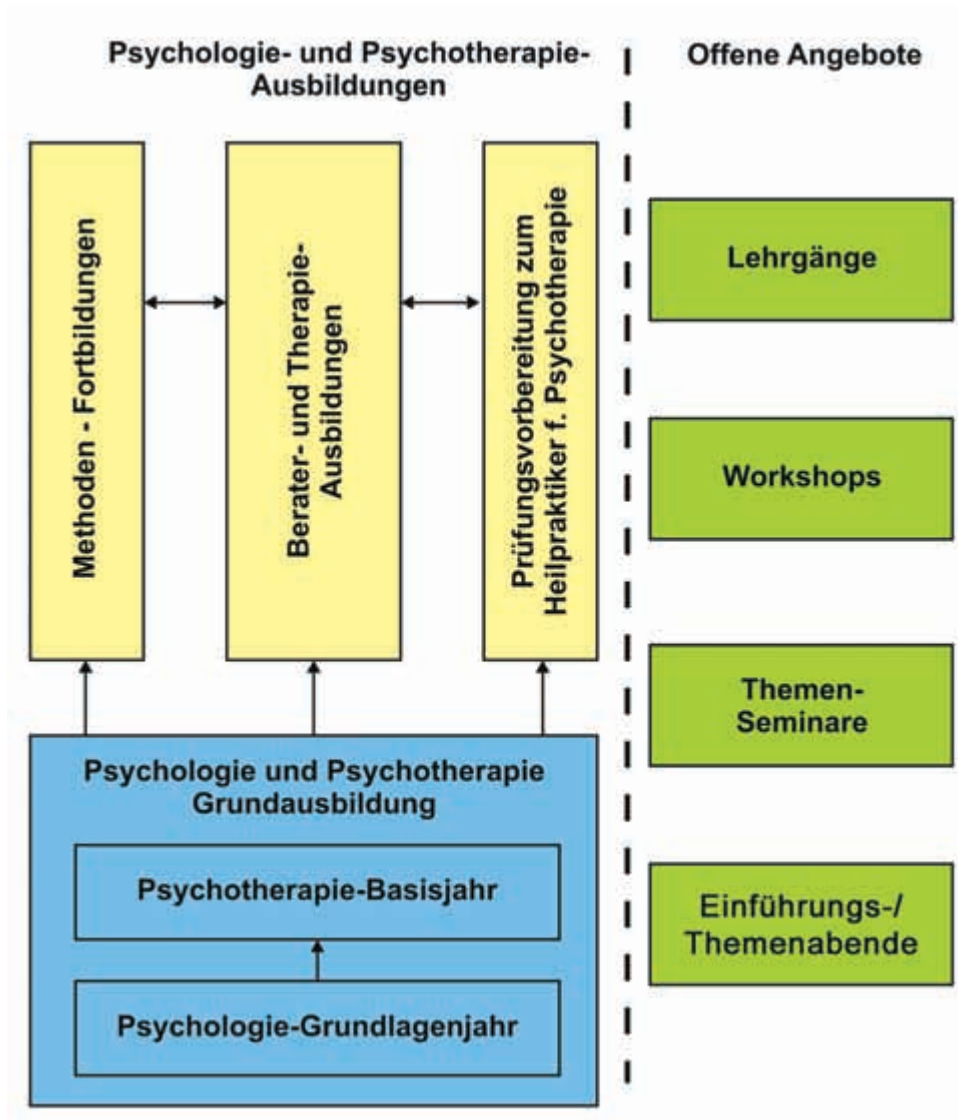 Psychologie- und Psychotherapie-
Ausbildungen
Methoden - Fortbildungen
Berater- und Therapie-
Ausbildungen
Prüfungsvorbereitung zum
Heilpraktiker f. Psychotherapie
Psychologie und Psychotherapie
Grundausbildung
Psychotherapie-Basisjahr
Psychologie-Grundlagenjahr
Offene Angebote
Lehrgänge
Workshops
Themen-
Seminare
Einführungs-/
Themenabende